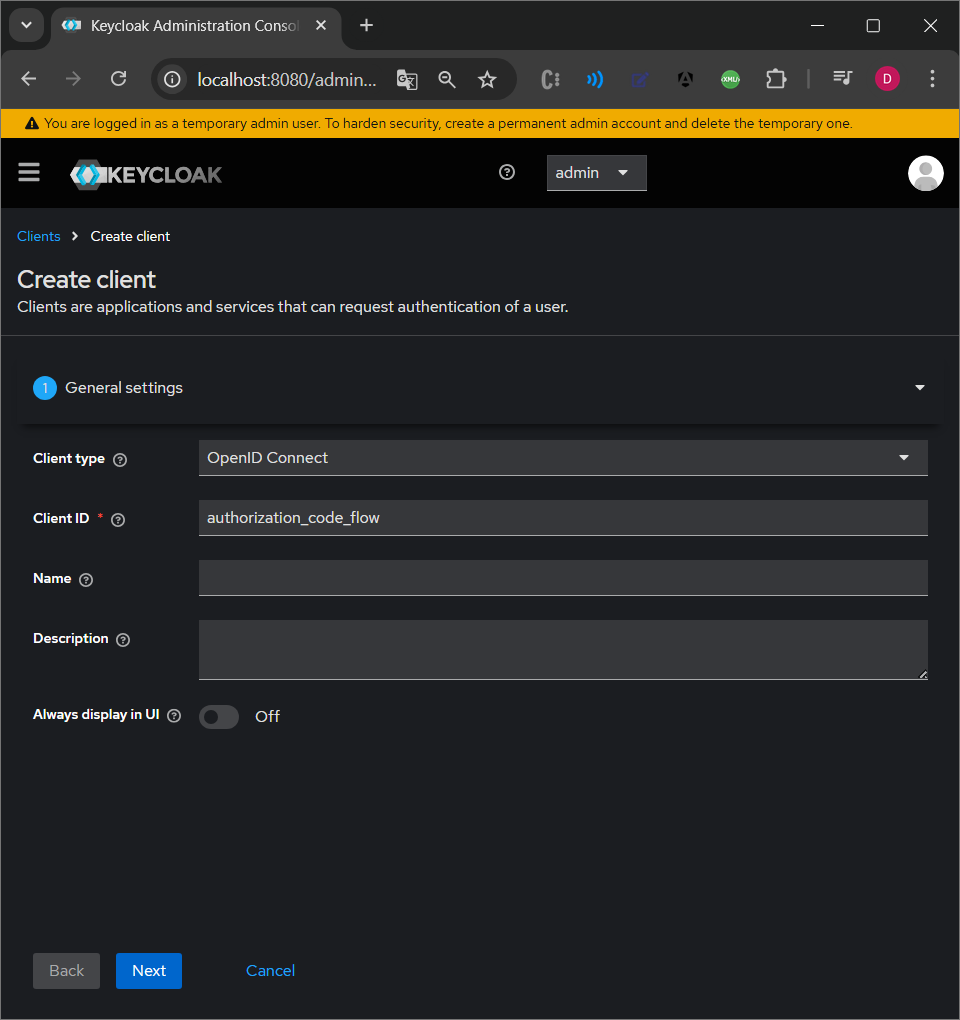 Keycloak Administration Consol
localhost:8080/admin...
D
You are logged in as a temporary admin user. To harden security, create a permanent admin account and delete the temporary one.
KEYCLOAK
admin
Clients
Create client
Create client
Clients are applications and services that can request authentication of a user.
1 General settings
Client type
OpenID Connect
Client ID *
authorization_code_flow
Name
Description
Always display in UI
Off
Back
Next
Cancel